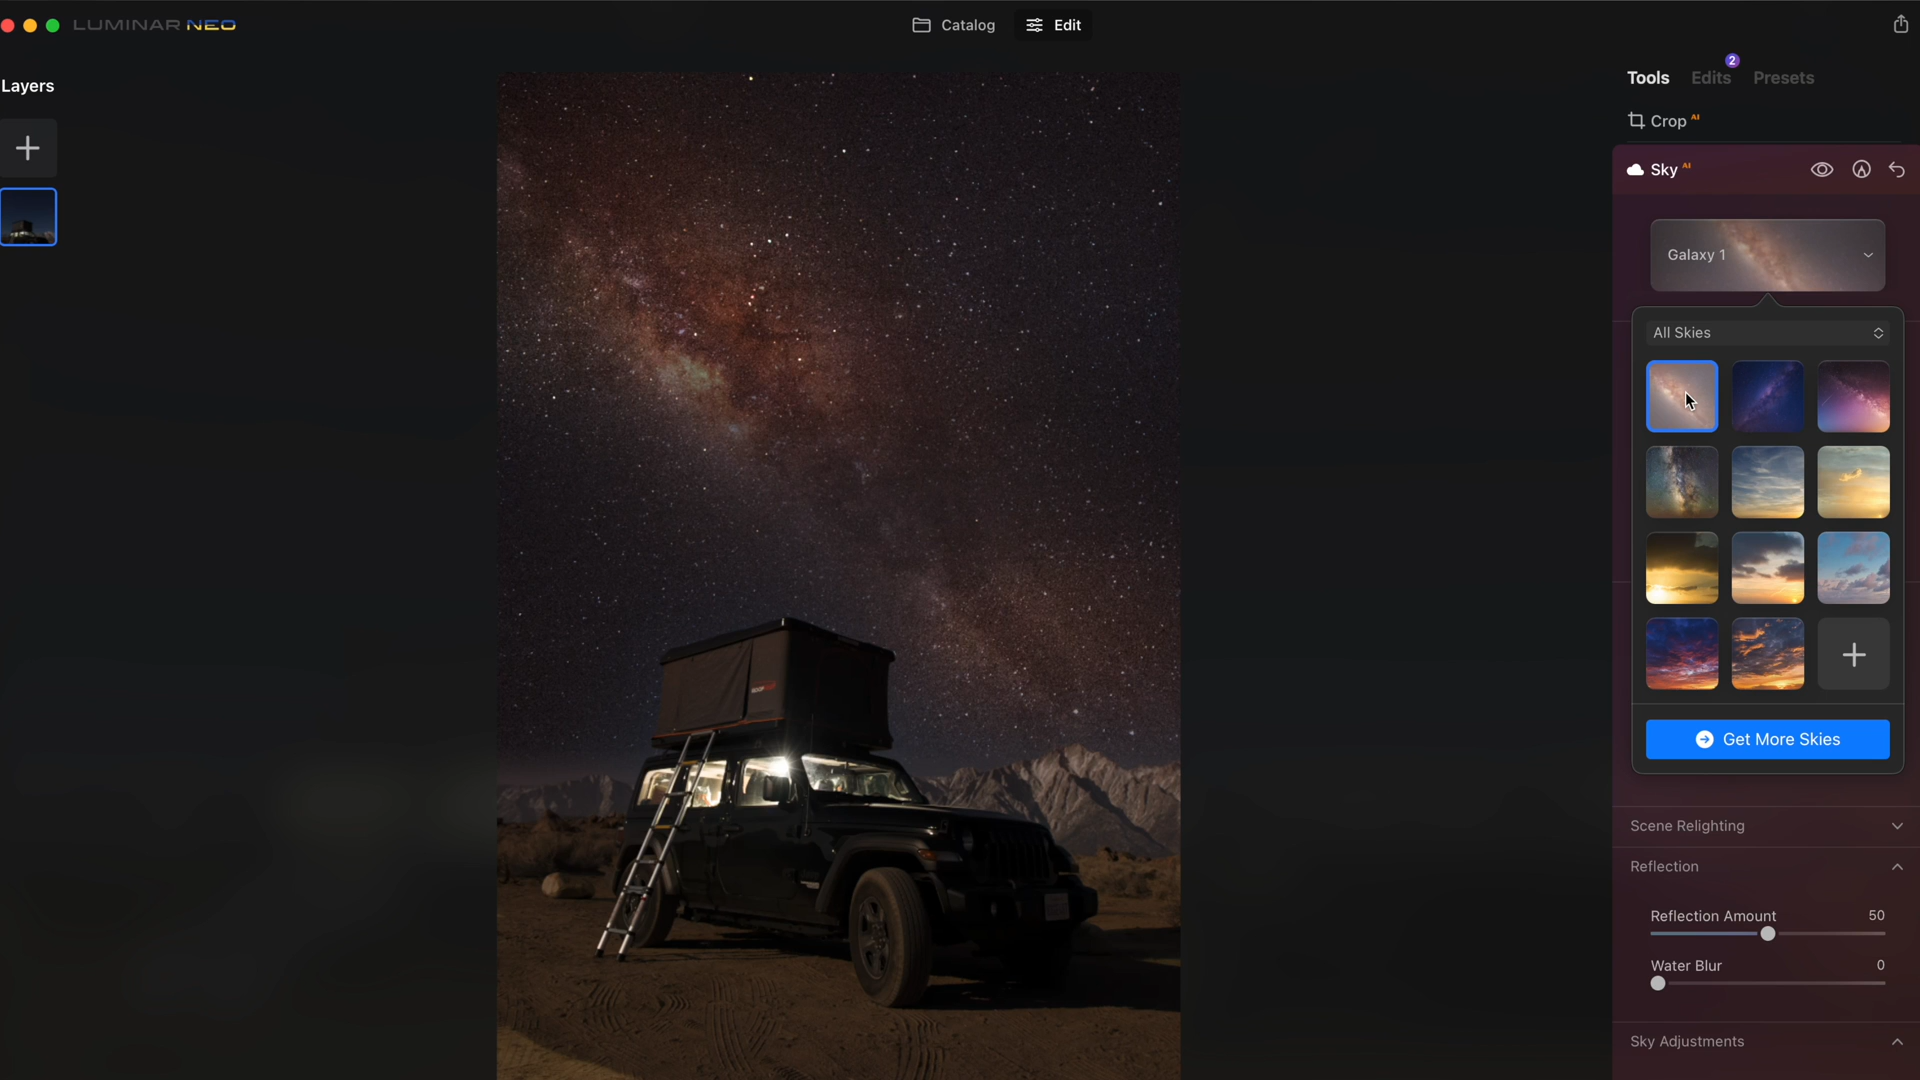 LUMINAR NEO
Catalog
Edit
Layers
Tools
Edits
2
Presets
Crop AI
Sky AI
Galaxy 1
All Skies
Get More Skies
Scene Relighting
Reflection
Reflection Amount 50
Water Blur 0
Sky Adjustments